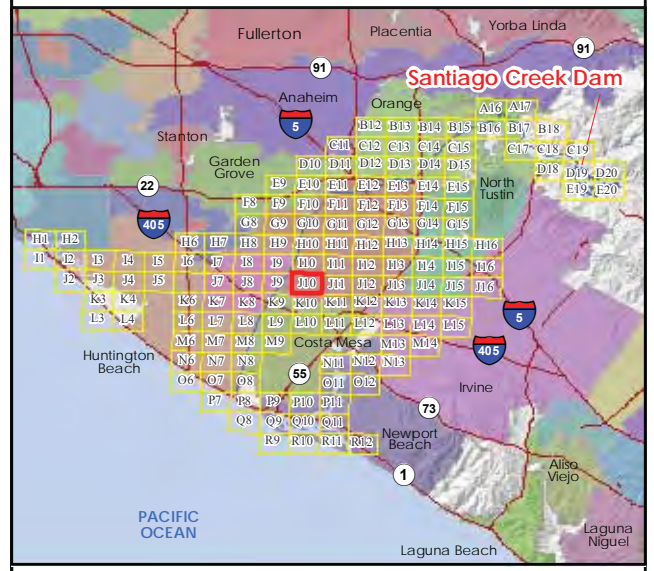 Yorba Linda
Placentia
Fullerton
91
91
Santiago Creek Dam
Anaheim
Orange
A16 A17
5
B12 B13 B14 B15 B16 B17 B18
Stanton
C11 C12 C13 C14 C15 C17 C18 C19
Garden
Grove
D10 D11 D12 D13 D14 D15 D18 D19 D20
22
E9 E10 E11 E12 E13 E14 E15 E19 E20
North
Tustin
F8 F9 F10 F11 F12 F13 F14 F15
405
G8 G9 G10 G11 G12 G13 G14 G15
H1 H2 H6 H7 H8 H9 H10 H11 H12 H13 H14 H15 H16
I1 I2 I3 I4 I5 I6 I7 I8 I9 I10 I11 I12 I13 I14 I15 I16
J2 J3 J4 J5 J7 J8 J9 J10 J11 J12 J13 J14 J15 J16
K3 K4 K6 K7 K8 K9 K10 K11 K12 K13 K14 K15
5
L3 L4 L6 L7 L8 L9 L10 L11 L12 L13 L14 L15
M6 M7 M8 M9 Costa Mesa M13 M14
405
Huntington
Beach
N6 N7 N8 N11 N12 N13
55
O6 O7 O8 O11 O12
Irvine
P7 P8 P9 P10 P11
73
Q8 Q9 Q10 Q11
Newport
Beach
R9 R10 R11 R12
1
Aliso
Viejo
PACIFIC
OCEAN
Laguna
Niguel
Laguna Beach